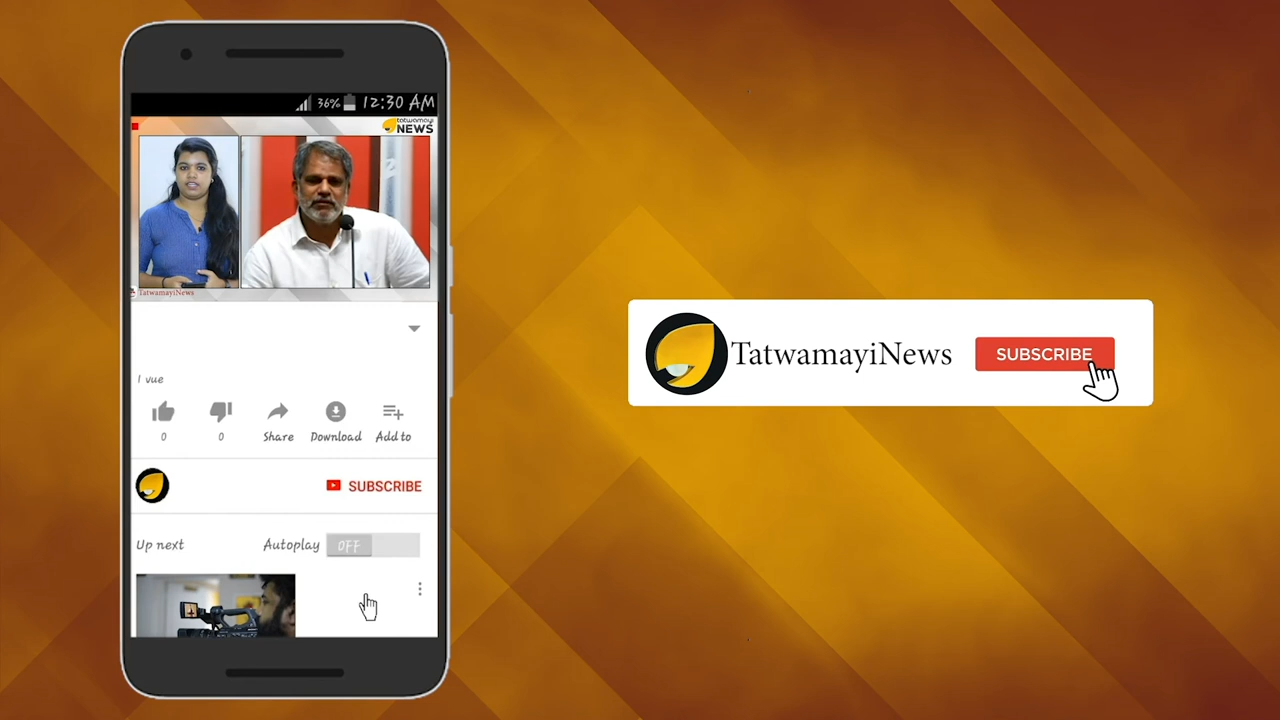 36% 12:30 AM
tatwamayi
NEWS
TatwamayiNews
1 vue
0
0
Share
Download
Add to
SUBSCRIBE
Up next
Autoplay
OFF
TatwamayiNews
SUBSCRIBE